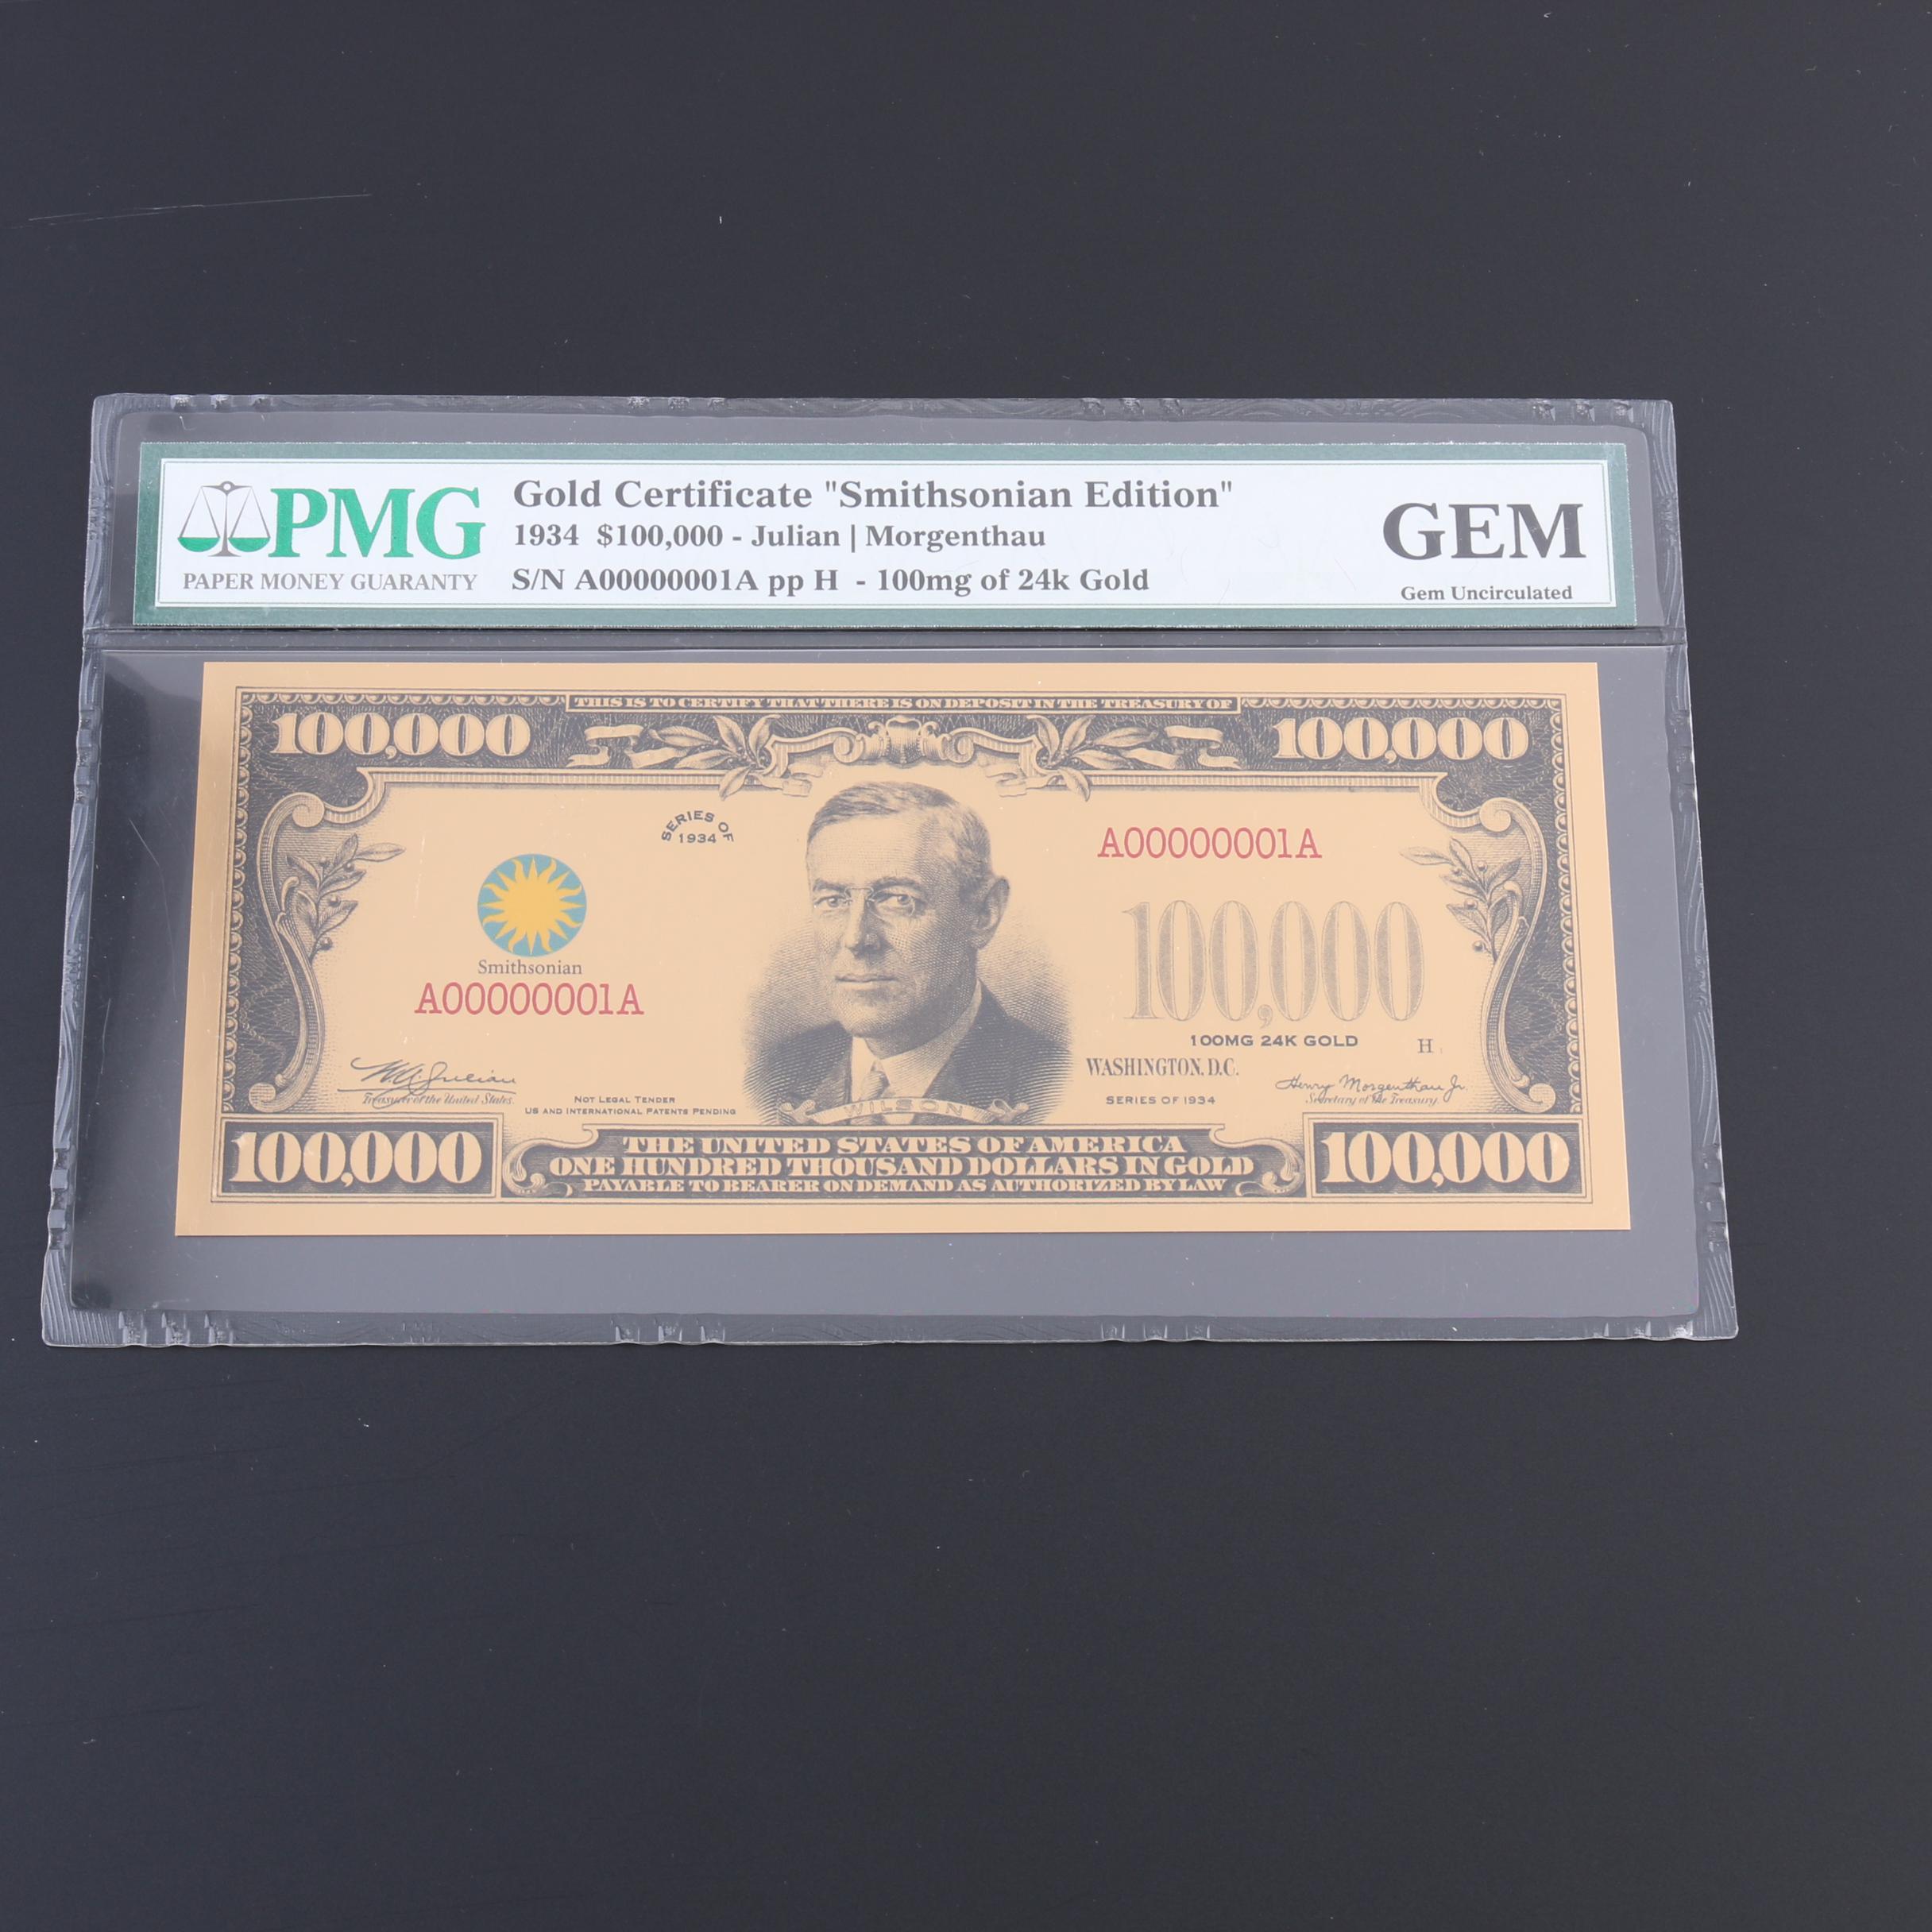 PMG
PAPER MONEY GUARANTY
Gold Certificate "Smithsonian Edition"
1934 $100,000 - Julian | Morgenthau
S/N A00000001A pp H - 100mg of 24k Gold
GEM
Gem Uncirculated
THIS IS TO CERTIFY THAT THERE IS ON DEPOSIT IN THE TREASURY OF
100,000
100,000
SERIES OF
1934
A00000001A
Smithsonian
A00000001A
100,000
100MG 24K GOLD
H
WASHINGTON, D.C.
W. A. Julian
Treasurer of the United States.
NOT LEGAL TENDER
US AND INTERNATIONAL PATENTS PENDING
WILSON
SERIES OF 1934
Henry Morgenthau Jr.
Secretary of the Treasury.
100,000
THE UNITED STATES OF AMERICA
ONE HUNDRED THOUSAND DOLLARS IN GOLD
PAYABLE TO BEARER ON DEMAND AS AUTHORIZED BY LAW
100,000